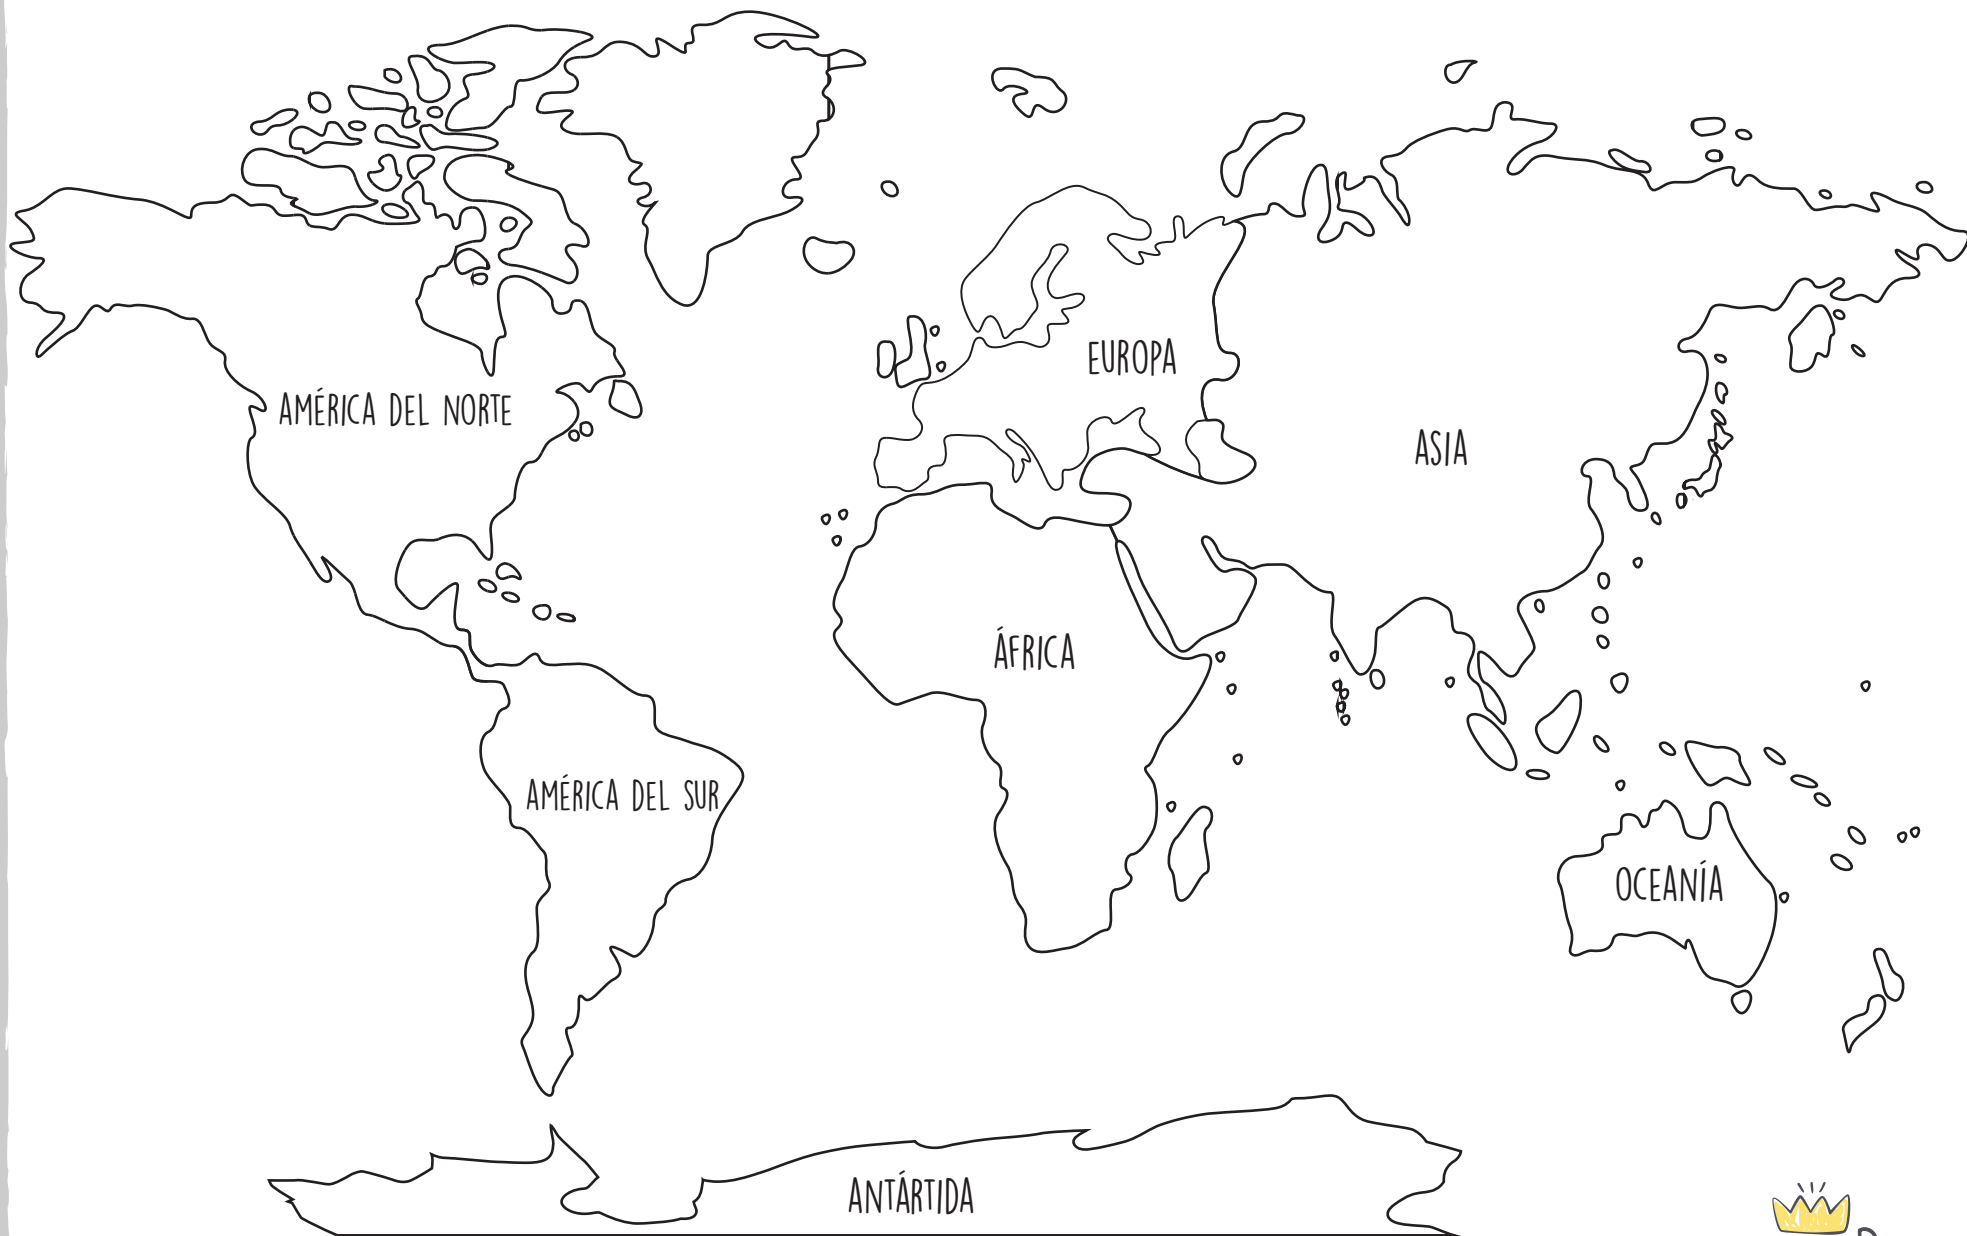 EUROPA
AMÉRICA DEL NORTE
ASIA
ÁFRICA
AMÉRICA DEL SUR
OCEANÍA
ANTÁRTIDA